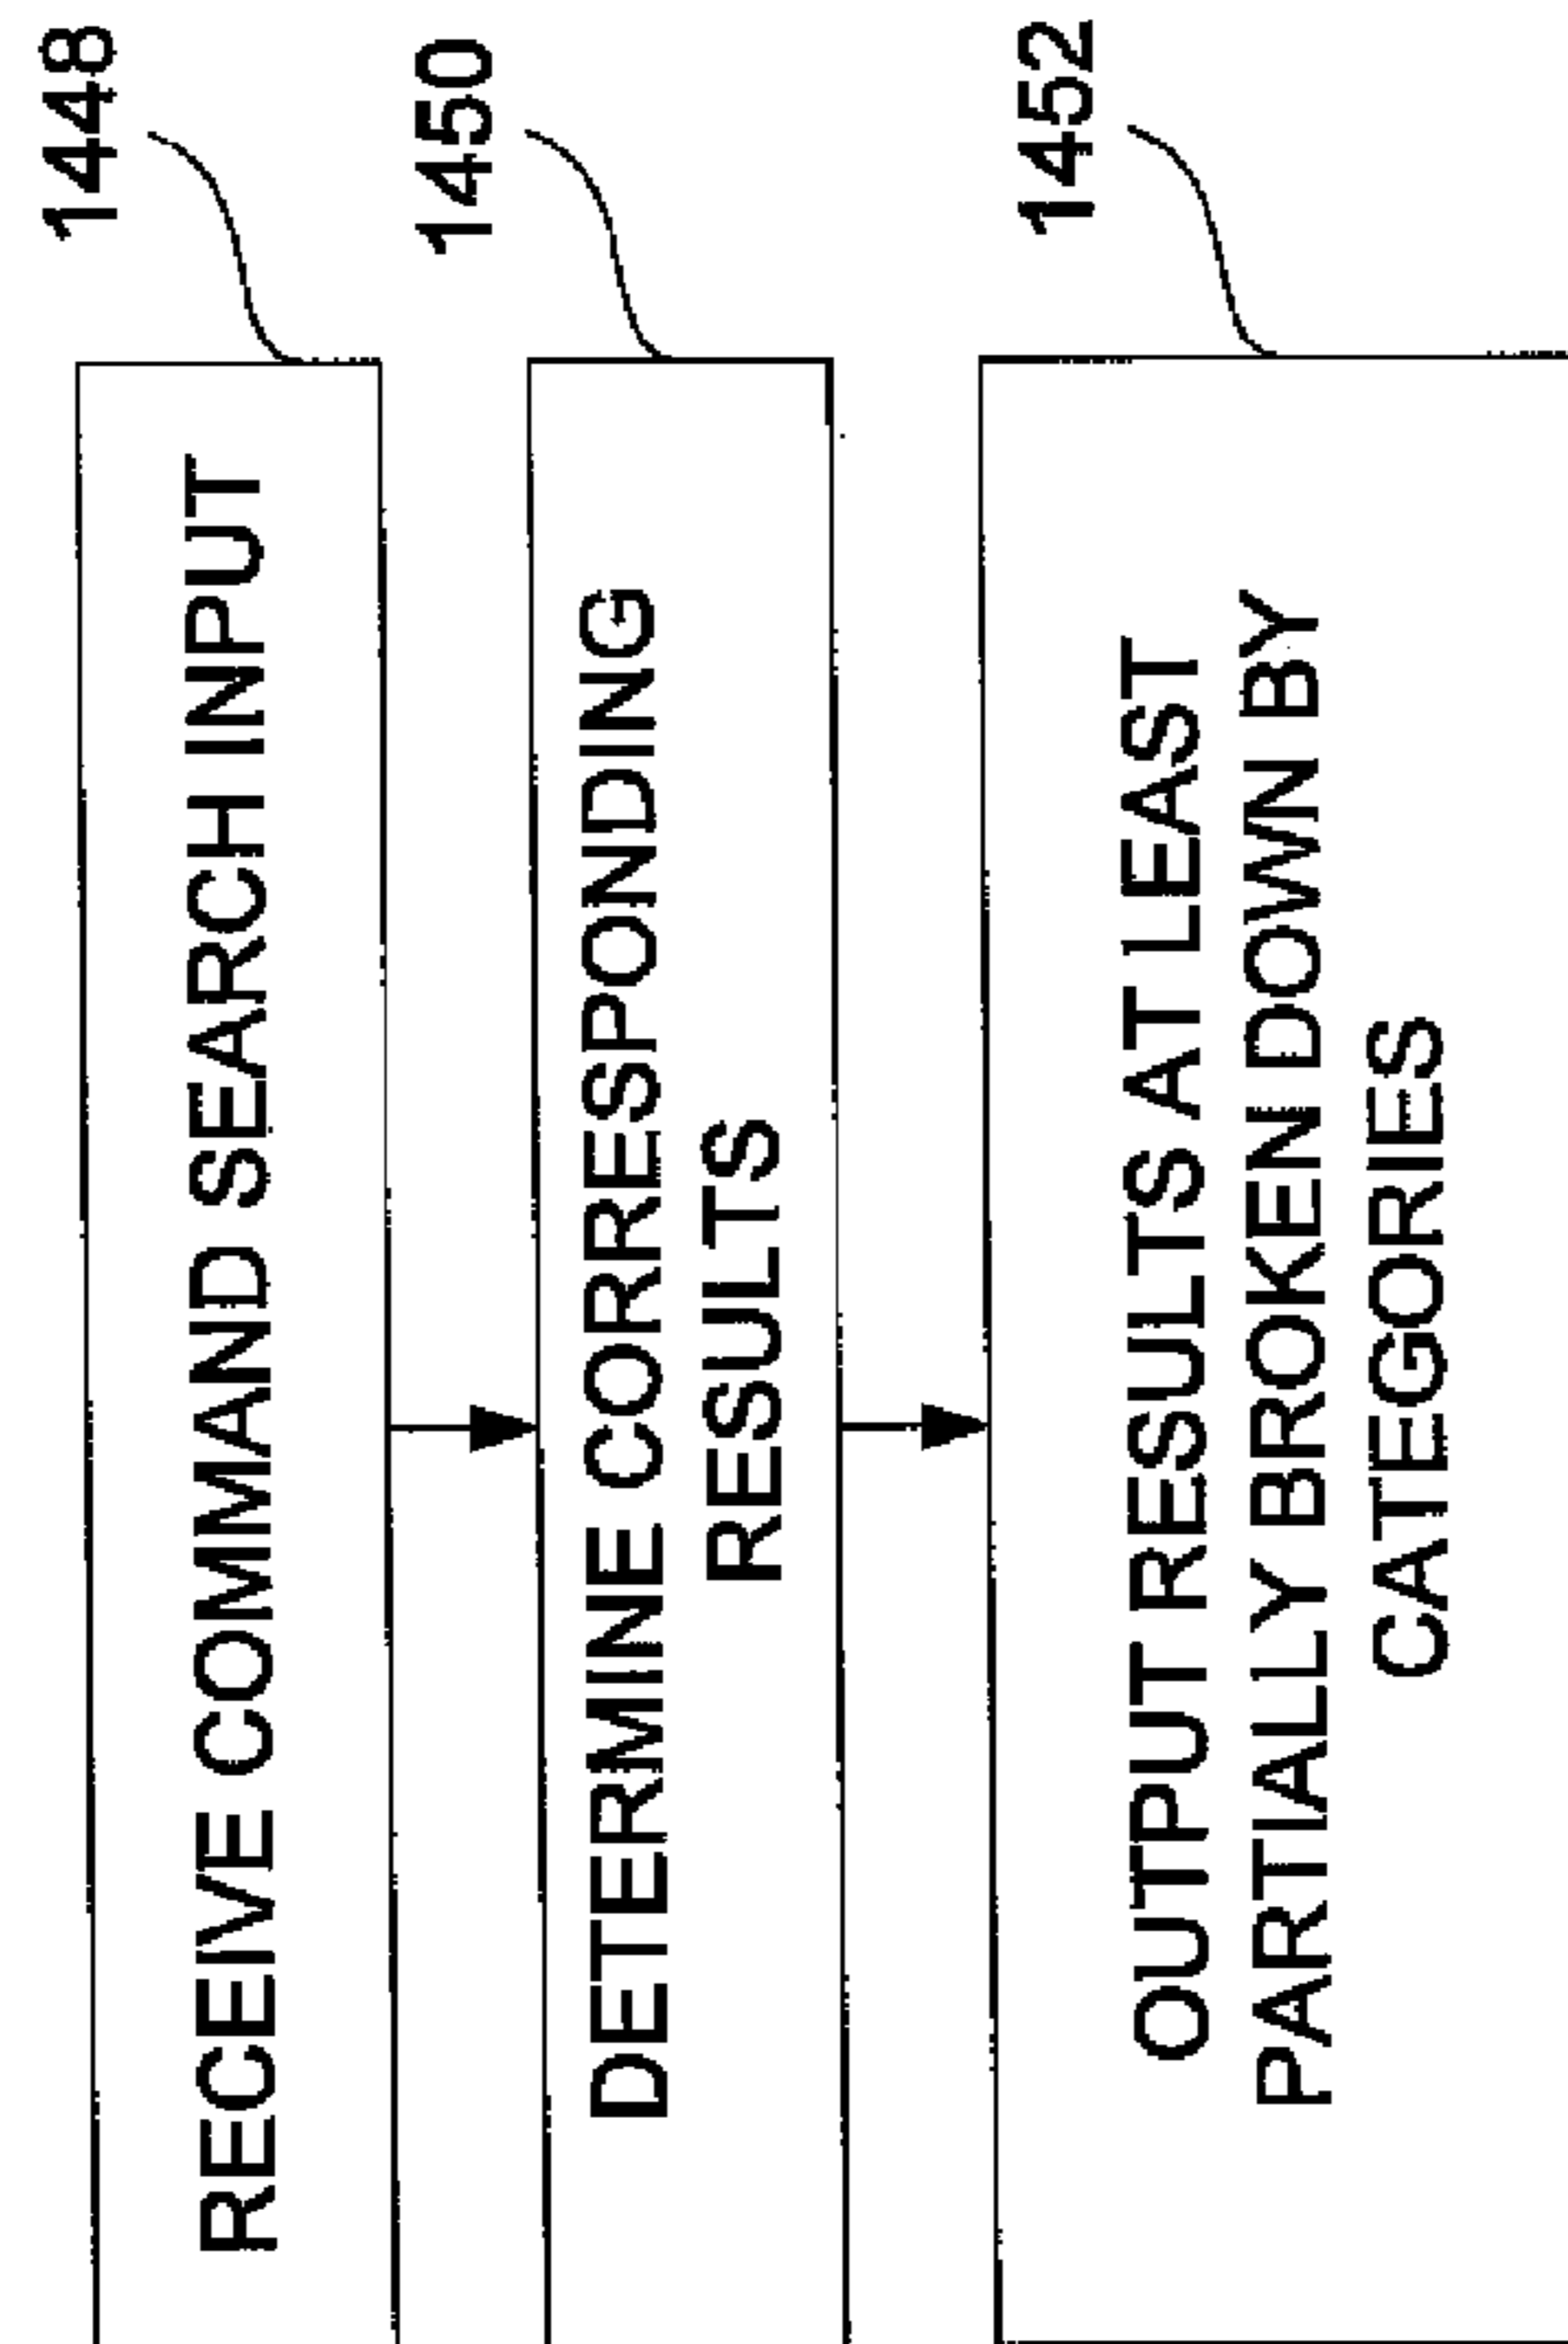 1448
RECEIVE COMMAND SEARCH INPUT
1450
DETERMINE CORRESPONDING
RESULTS
1452
OUTPUT RESULTS AT LEAST
PARTIALLY BROKEN DOWN BY
CATEGORIES